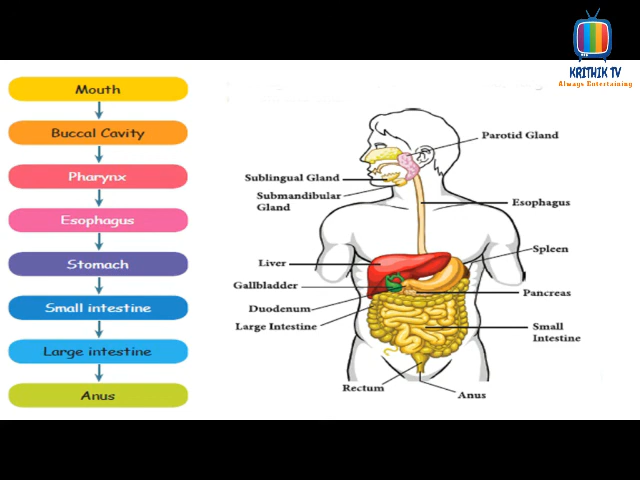 KRITHIK TV
Always Entertaining
Mouth
Buccal Cavity
Pharynx
Esophagus
Stomach
Small intestine
Large intestine
Anus
Parotid Gland
Sublingual Gland
Submandibular
Gland
Esophagus
Spleen
Liver
Gallbladder
Pancreas
Duodenum
Large Intestine
Small
Intestine
Rectum
Anus